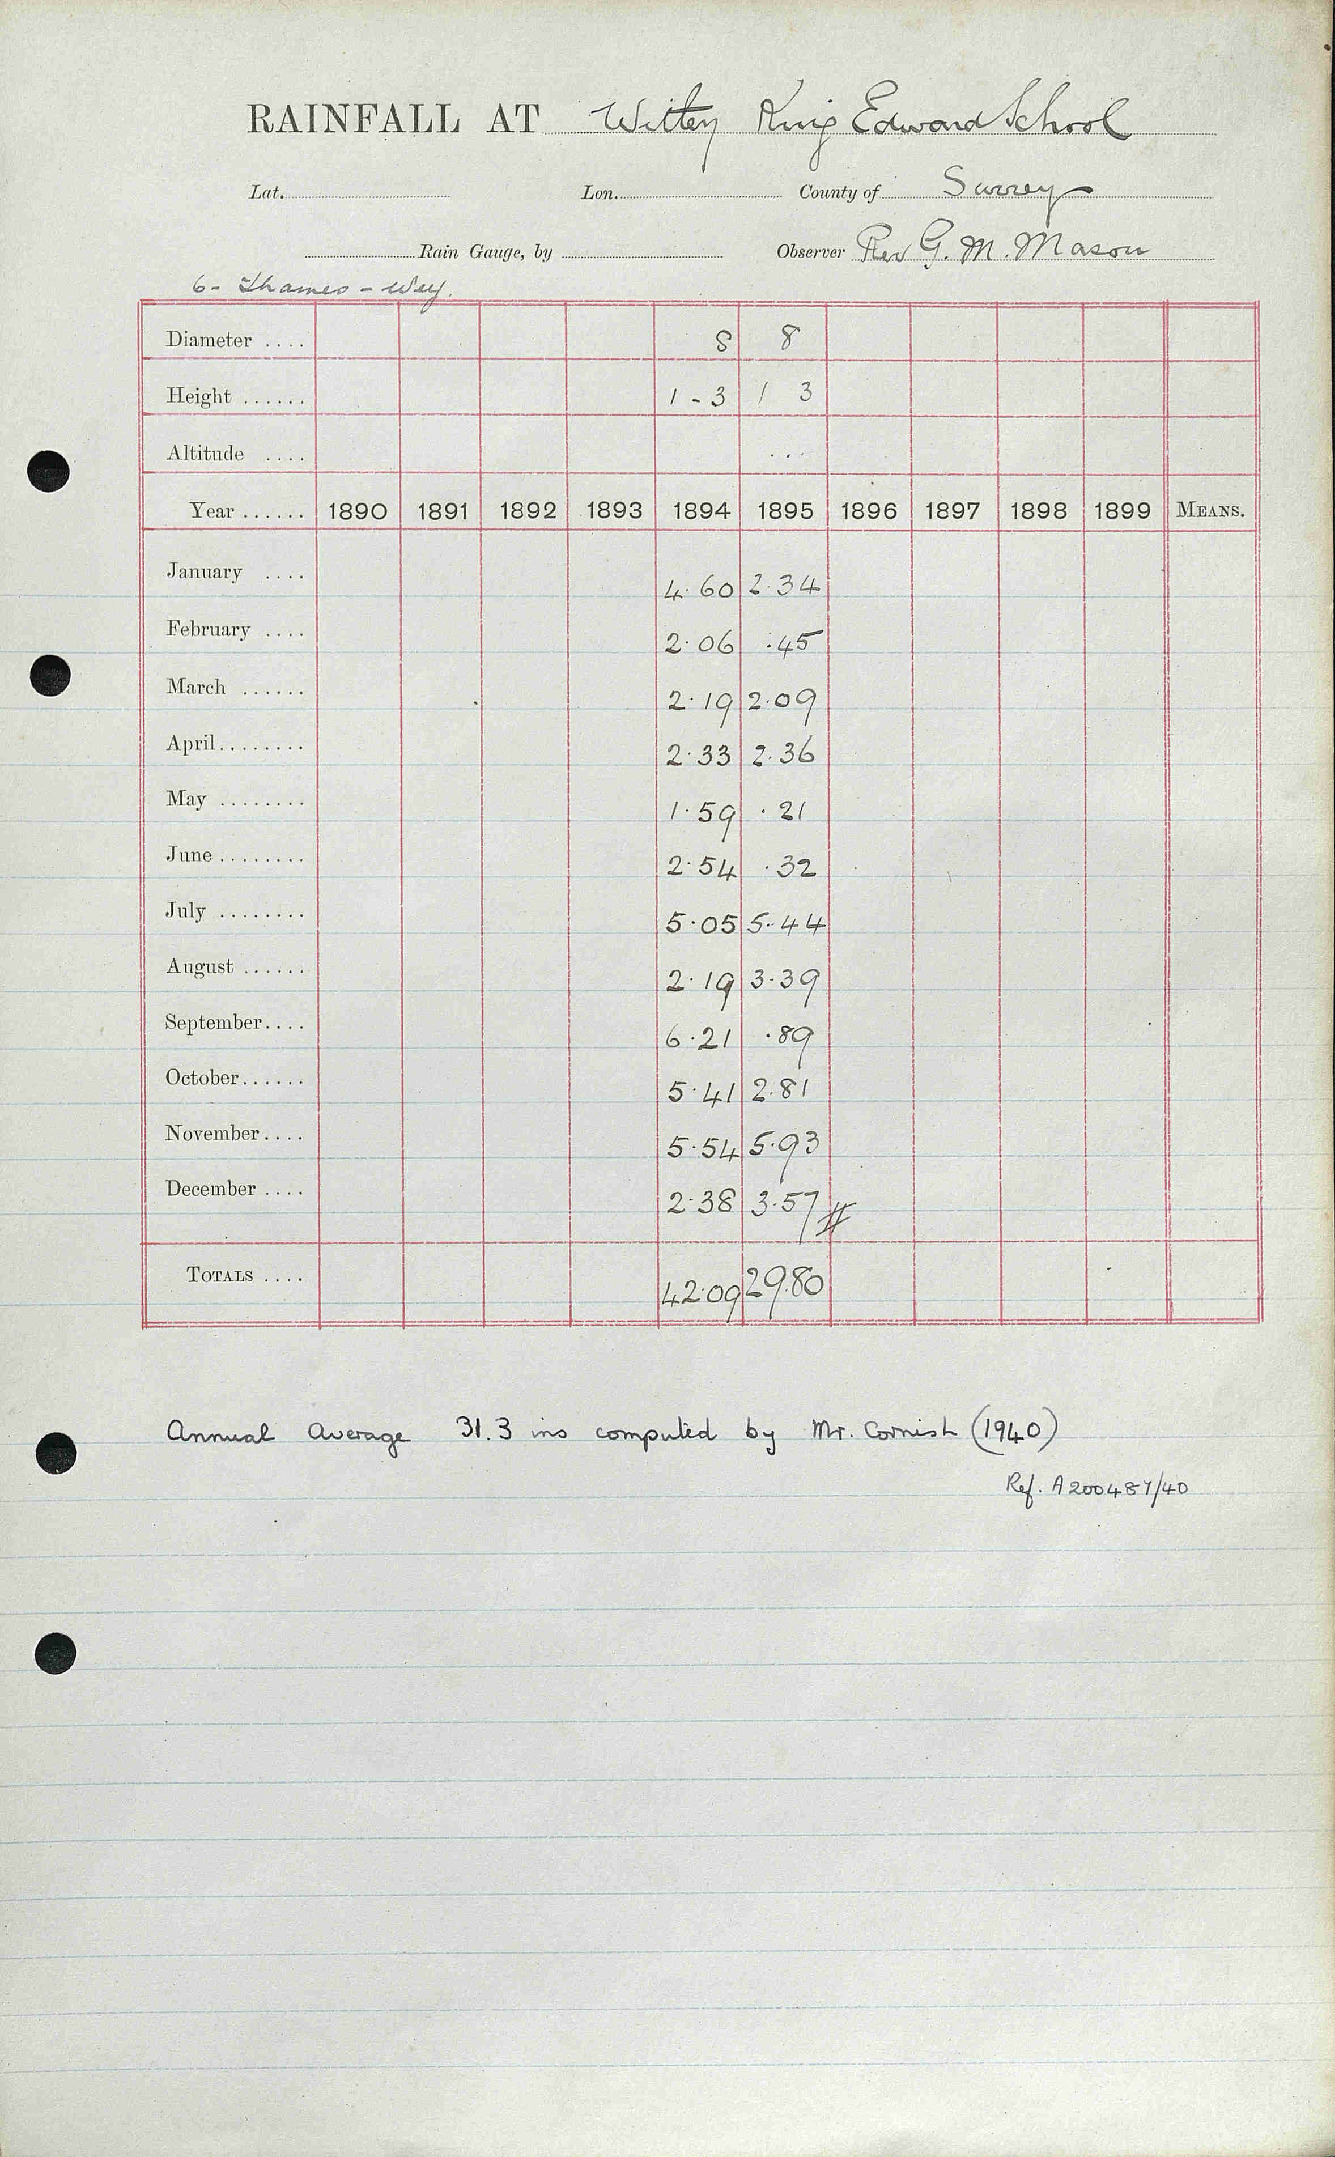 RAINFALL AT Witley King Edward School
Lat. Lon. County of Surrey
Rain Gauge, by Observer Rev G. M. Mason
6 - Thames - Wey.
Diameter .... 8 8
Height ...... 1 - 3 1 3
Altitude .... ...
Year ...... 1890 1891 1892 1893 1894 1895 1896 1897 1898 1899 MEANS.
January .... 4.60 2.34
February .... 2.06 .45
March ...... 2.19 2.09
April ........ 2.33 2.36
May ........ 1.59 .21
June ........ 2.54 .32
July ........ 5.05 5.44
August ...... 2.19 3.39
September .... 6.21 .89
October ...... 5.41 2.81
November .... 5.54 5.93
December .... 2.38 3.57 #
TOTALS .... 42.09 29.80
Annual Average 31.3 ins computed by Mr. Cornish (1940)
Ref. A200487/40